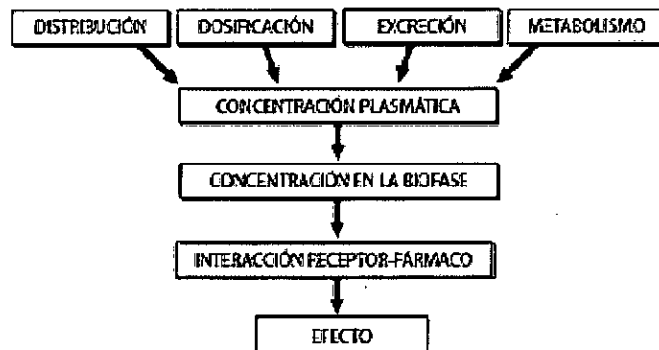 DISTRIBUCIÓN DOSIFICACIÓN EXCRECIÓN METABOLISMO
CONCENTRACIÓN PLASMÁTICA
CONCENTRACIÓN EN LA BIOFASE
INTERACCIÓN RECEPTOR-FÁRMACO
EFECTO